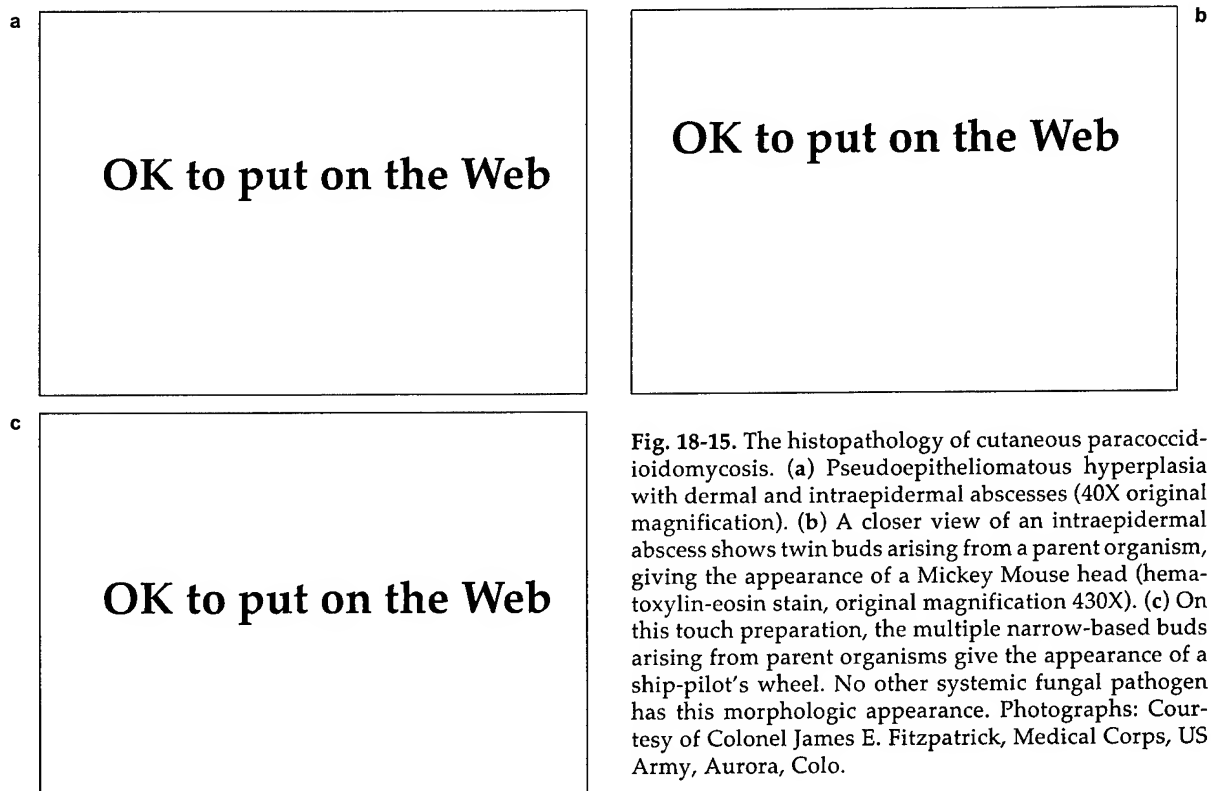 a
OK to put on the Web
b
OK to put on the Web
c
OK to put on the Web
Fig. 18-15. The histopathology of cutaneous paracoccid-
ioidomycosis. (a) Pseudoepitheliomatous hyperplasia
with dermal and intraepidermal abscesses (40X original
magnification). (b) A closer view of an intraepidermal
abscess shows twin buds arising from a parent organism,
giving the appearance of a Mickey Mouse head (hema-
toxylin-eosin stain, original magnification 430X). (c) On
this touch preparation, the multiple narrow-based buds
arising from parent organisms give the appearance of a
ship-pilot's wheel. No other systemic fungal pathogen
has this morphologic appearance. Photographs: Cour-
tesy of Colonel James E. Fitzpatrick, Medical Corps, US
Army, Aurora, Colo.